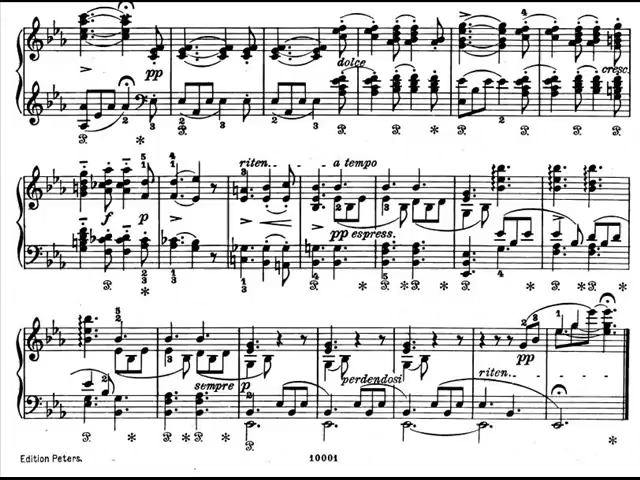 pp
dolce
cresc.
f p
riten. a tempo
pp espress.
sempre p
perdendosi
riten.
pp
Edition Peters.
10001